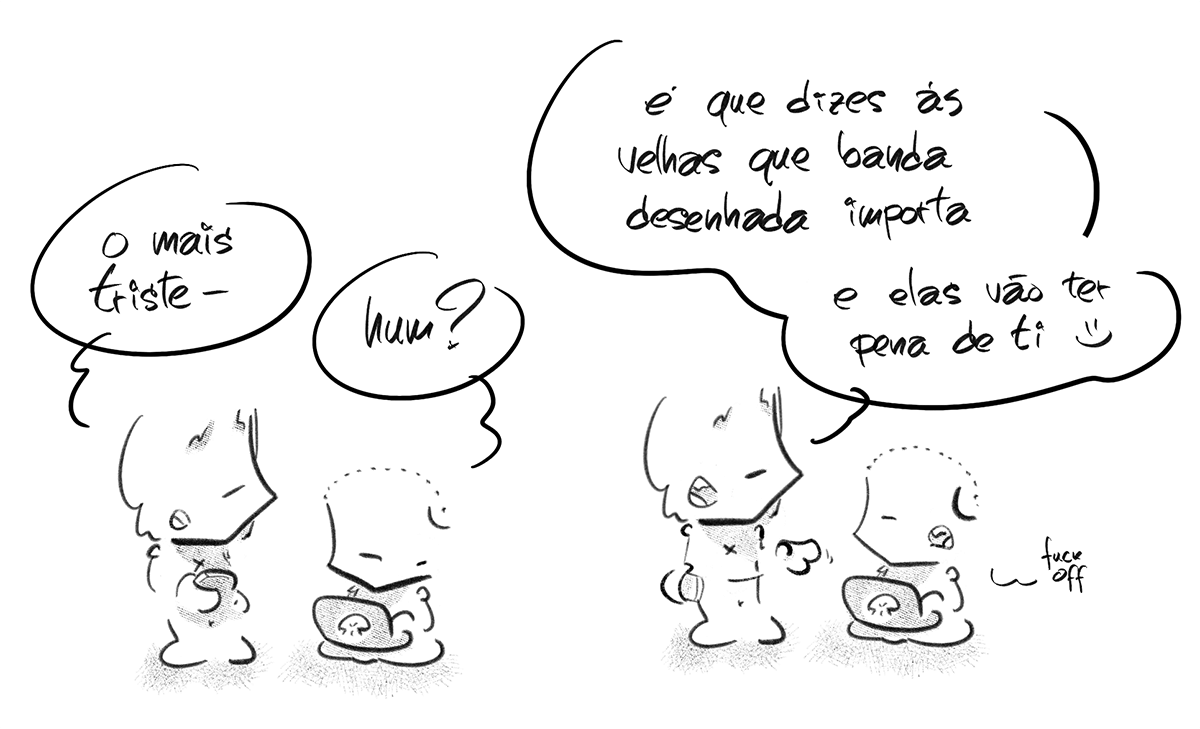 o mais
triste -
hum?
é que dizes às
velhas que banda
desenhada importa
e elas vão ter
pena de ti :)
fuck
off